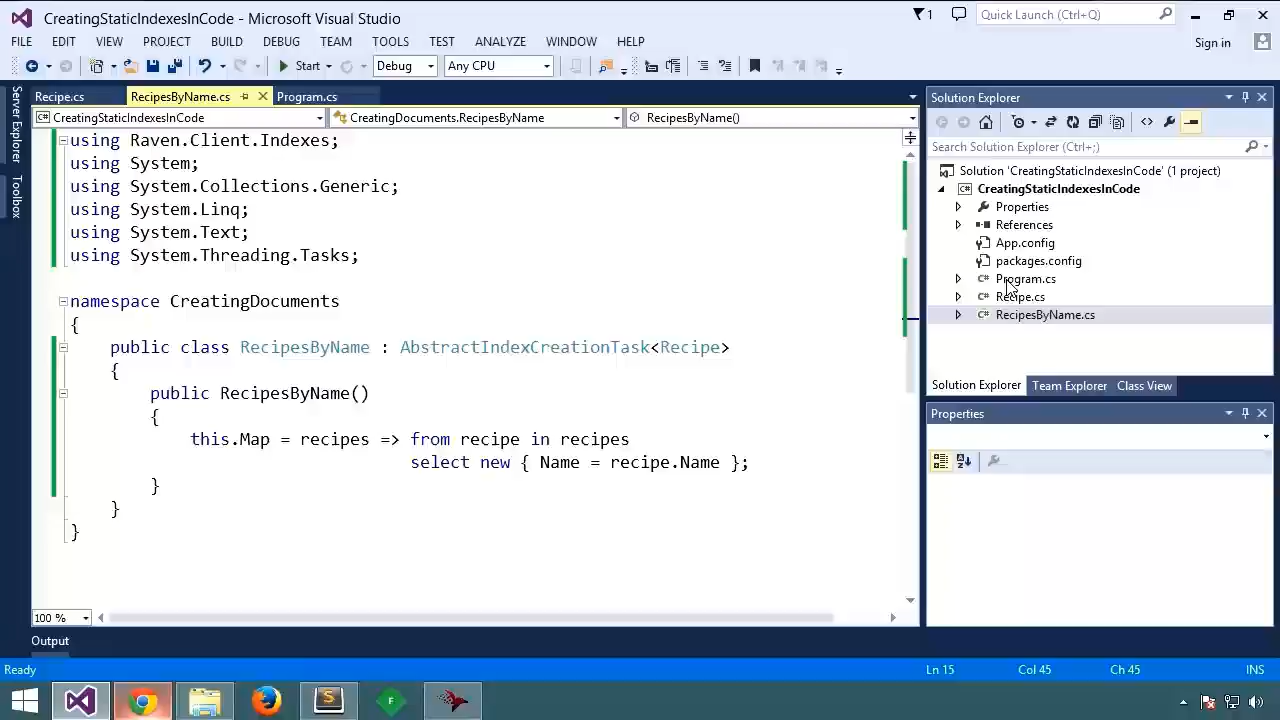 CreatingStaticIndexesInCode - Microsoft Visual Studio
1
Quick Launch (Ctrl+Q)
FILE EDIT VIEW PROJECT BUILD DEBUG TEAM TOOLS TEST ANALYZE WINDOW HELP
Sign in
Start Debug Any CPU
Server Explorer
Toolbox
Recipe.cs RecipesByName.cs Program.cs
CreatingStaticIndexesInCode CreatingDocuments.RecipesByName RecipesByName()
using Raven.Client.Indexes;
using System;
using System.Collections.Generic;
using System.Linq;
using System.Text;
using System.Threading.Tasks;
namespace CreatingDocuments
{
public class RecipesByName : AbstractIndexCreationTask<Recipe>
{
public RecipesByName()
{
this.Map = recipes => from recipe in recipes
select new { Name = recipe.Name };
}
}
}
100 %
Output
Solution Explorer
Search Solution Explorer (Ctrl+;)
Solution 'CreatingStaticIndexesInCode' (1 project)
CreatingStaticIndexesInCode
Properties
References
App.config
packages.config
Program.cs
Recipe.cs
RecipesByName.cs
Solution Explorer Team Explorer Class View
Properties
Ready Ln 15 Col 45 Ch 45 INS